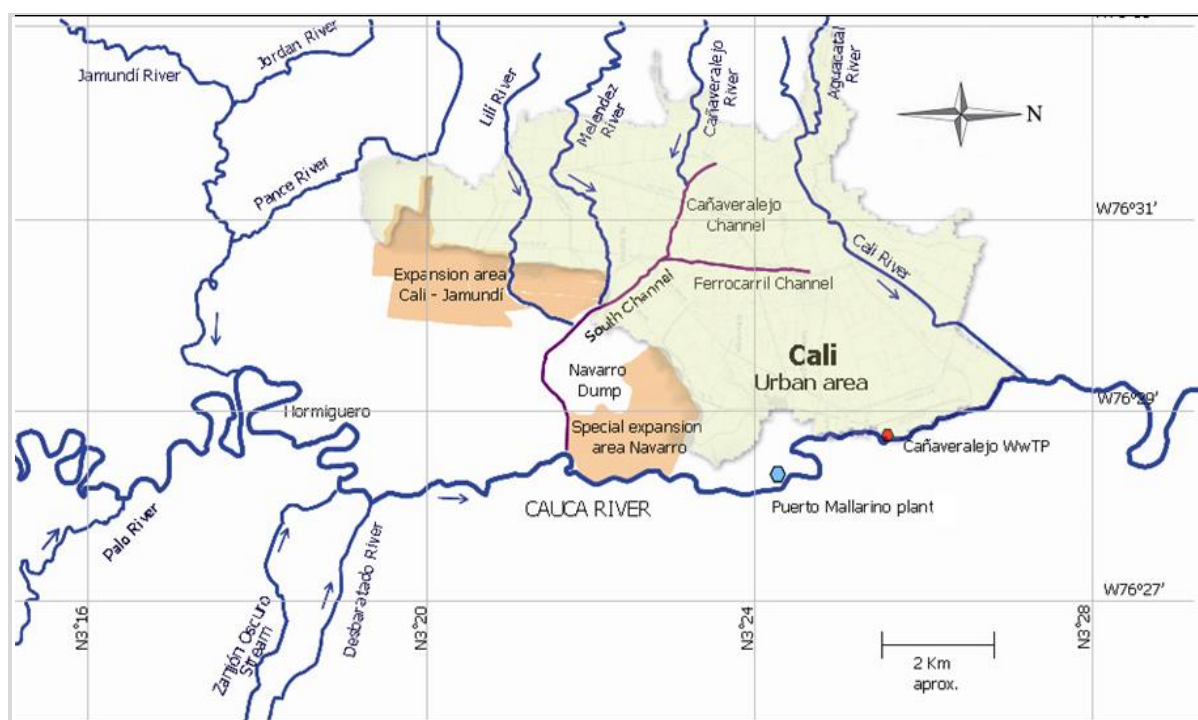 Jordan River
Jamundí River
Lili River
Melendez
River
Cañaveralejo
River
Aguacatal
River
N
Pance River
W76°31'
Cañaveralejo
Channel
Cali River
Expansion area
Cali - Jamundí
Ferrocarril Channel
South Channel
Cali
Urban area
Navarro
Dump
W76°29'
Hormiguero
Special expansion
area Navarro
Cañaveralejo WwTP
CAUCA RIVER
Puerto Mallarino plant
Palo River
W76°27'
N3°16
N3°20
N3°24
N3°28
Zanjón Oscuro
Stream
Desbaratado River
2 Km
aprox.